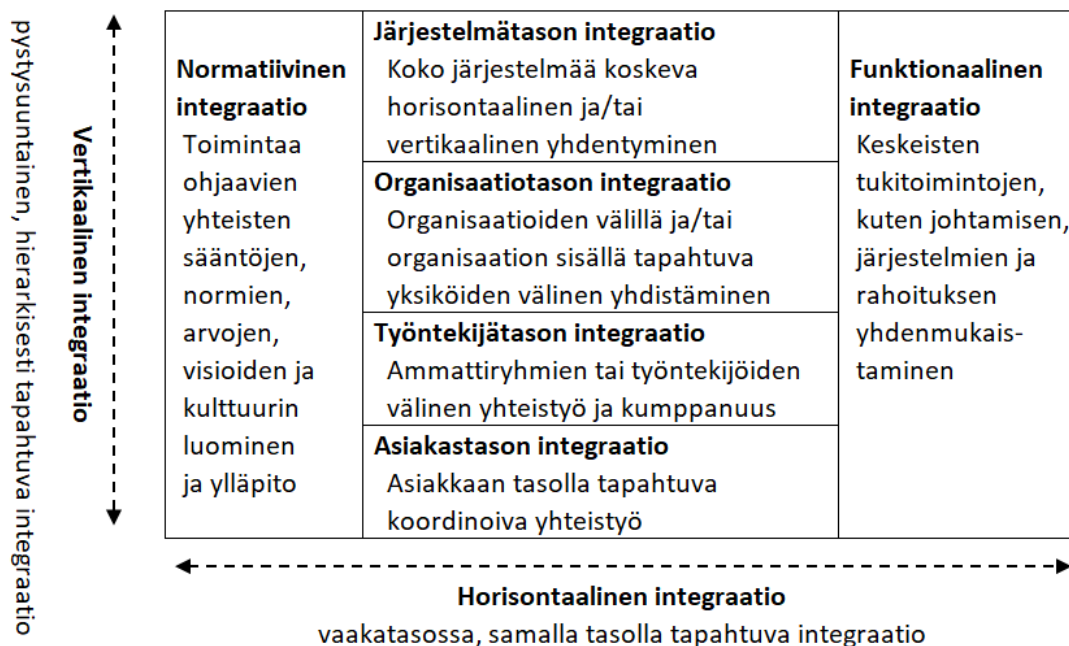 pystysuuntainen, hierarkisesti tapahtuva integraatio
Vertikaalinen integraatio
Normatiivinen
integraatio
Toimintaa
ohjaavien
yhteisten
sääntöjen,
normien,
arvojen,
visioiden ja
kulttuurin
luominen
ja ylläpito
Järjestelmätason integraatio
Koko järjestelmää koskeva
horisontaalinen ja/tai
vertikaalinen yhdentyminen
Organisaatiotason integraatio
Organisaatioiden välillä ja/tai
organisaation sisällä tapahtuva
yksiköiden välinen yhdistäminen
Työntekijätason integraatio
Ammattiryhmien tai työntekijöiden
välinen yhteistyö ja kumppanuus
Asiakastason integraatio
Asiakkaan tasolla tapahtuva
koordinoiva yhteistyö
Funktionaalinen
integraatio
Keskeisten
tukitoimintojen,
kuten johtamisen,
järjestelmien ja
rahoituksen
yhdenmukais-
taminen
Horisontaalinen integraatio
vaakatasossa, samalla tasolla tapahtuva integraatio